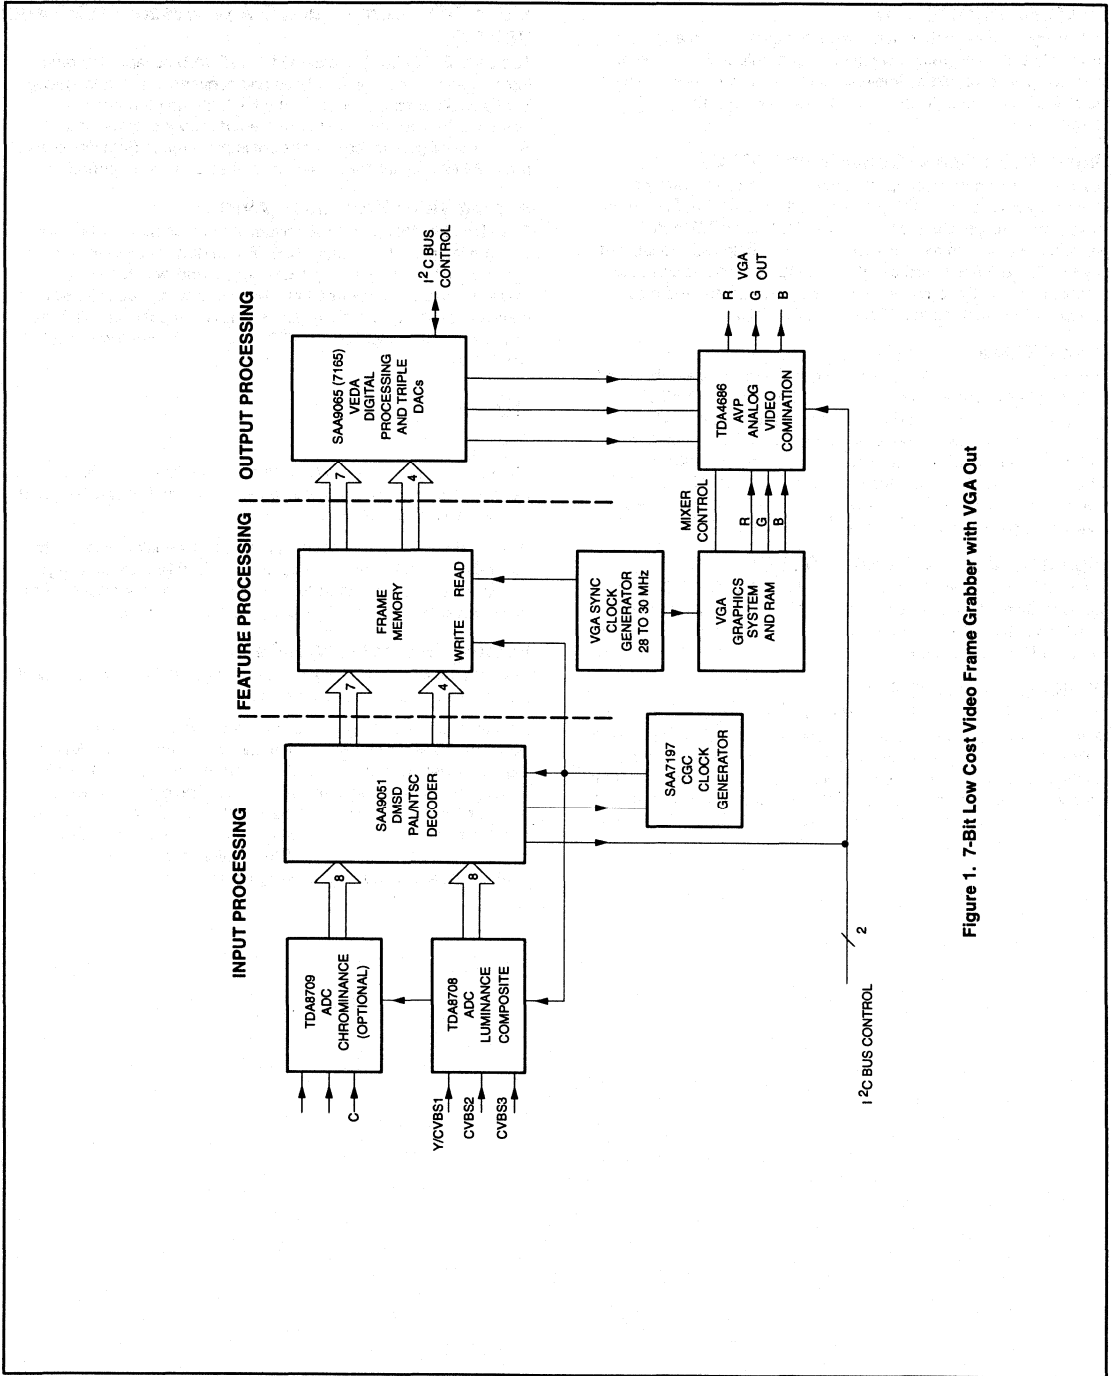 INPUT PROCESSING
FEATURE PROCESSING
OUTPUT PROCESSING
TDA8709
ADC
CHROMINANCE
(OPTIONAL)
C
TDA8708
ADC
LUMINANCE
COMPOSITE
Y/CVBS1
CVBS2
CVBS3
8
8
SAA9051
DMSD
PAL/NTSC
DECODER
7
4
SAA7197
CGC
CLOCK
GENERATOR
FRAME
MEMORY
WRITE
READ
7
4
VGA SYNC
CLOCK
GENERATOR
28 TO 30 MHz
VGA
GRAPHICS
SYSTEM
AND RAM
MIXER
CONTROL
R
G
B
SAA9065 (7165)
VEDA
DIGITAL
PROCESSING
AND TRIPLE
DACs
I2C BUS
CONTROL
TDA4686
AVP
ANALOG
VIDEO
COMINATION
R
G
B
VGA
OUT
I2C BUS CONTROL
2
Figure 1. 7-Bit Low Cost Video Frame Grabber with VGA Out